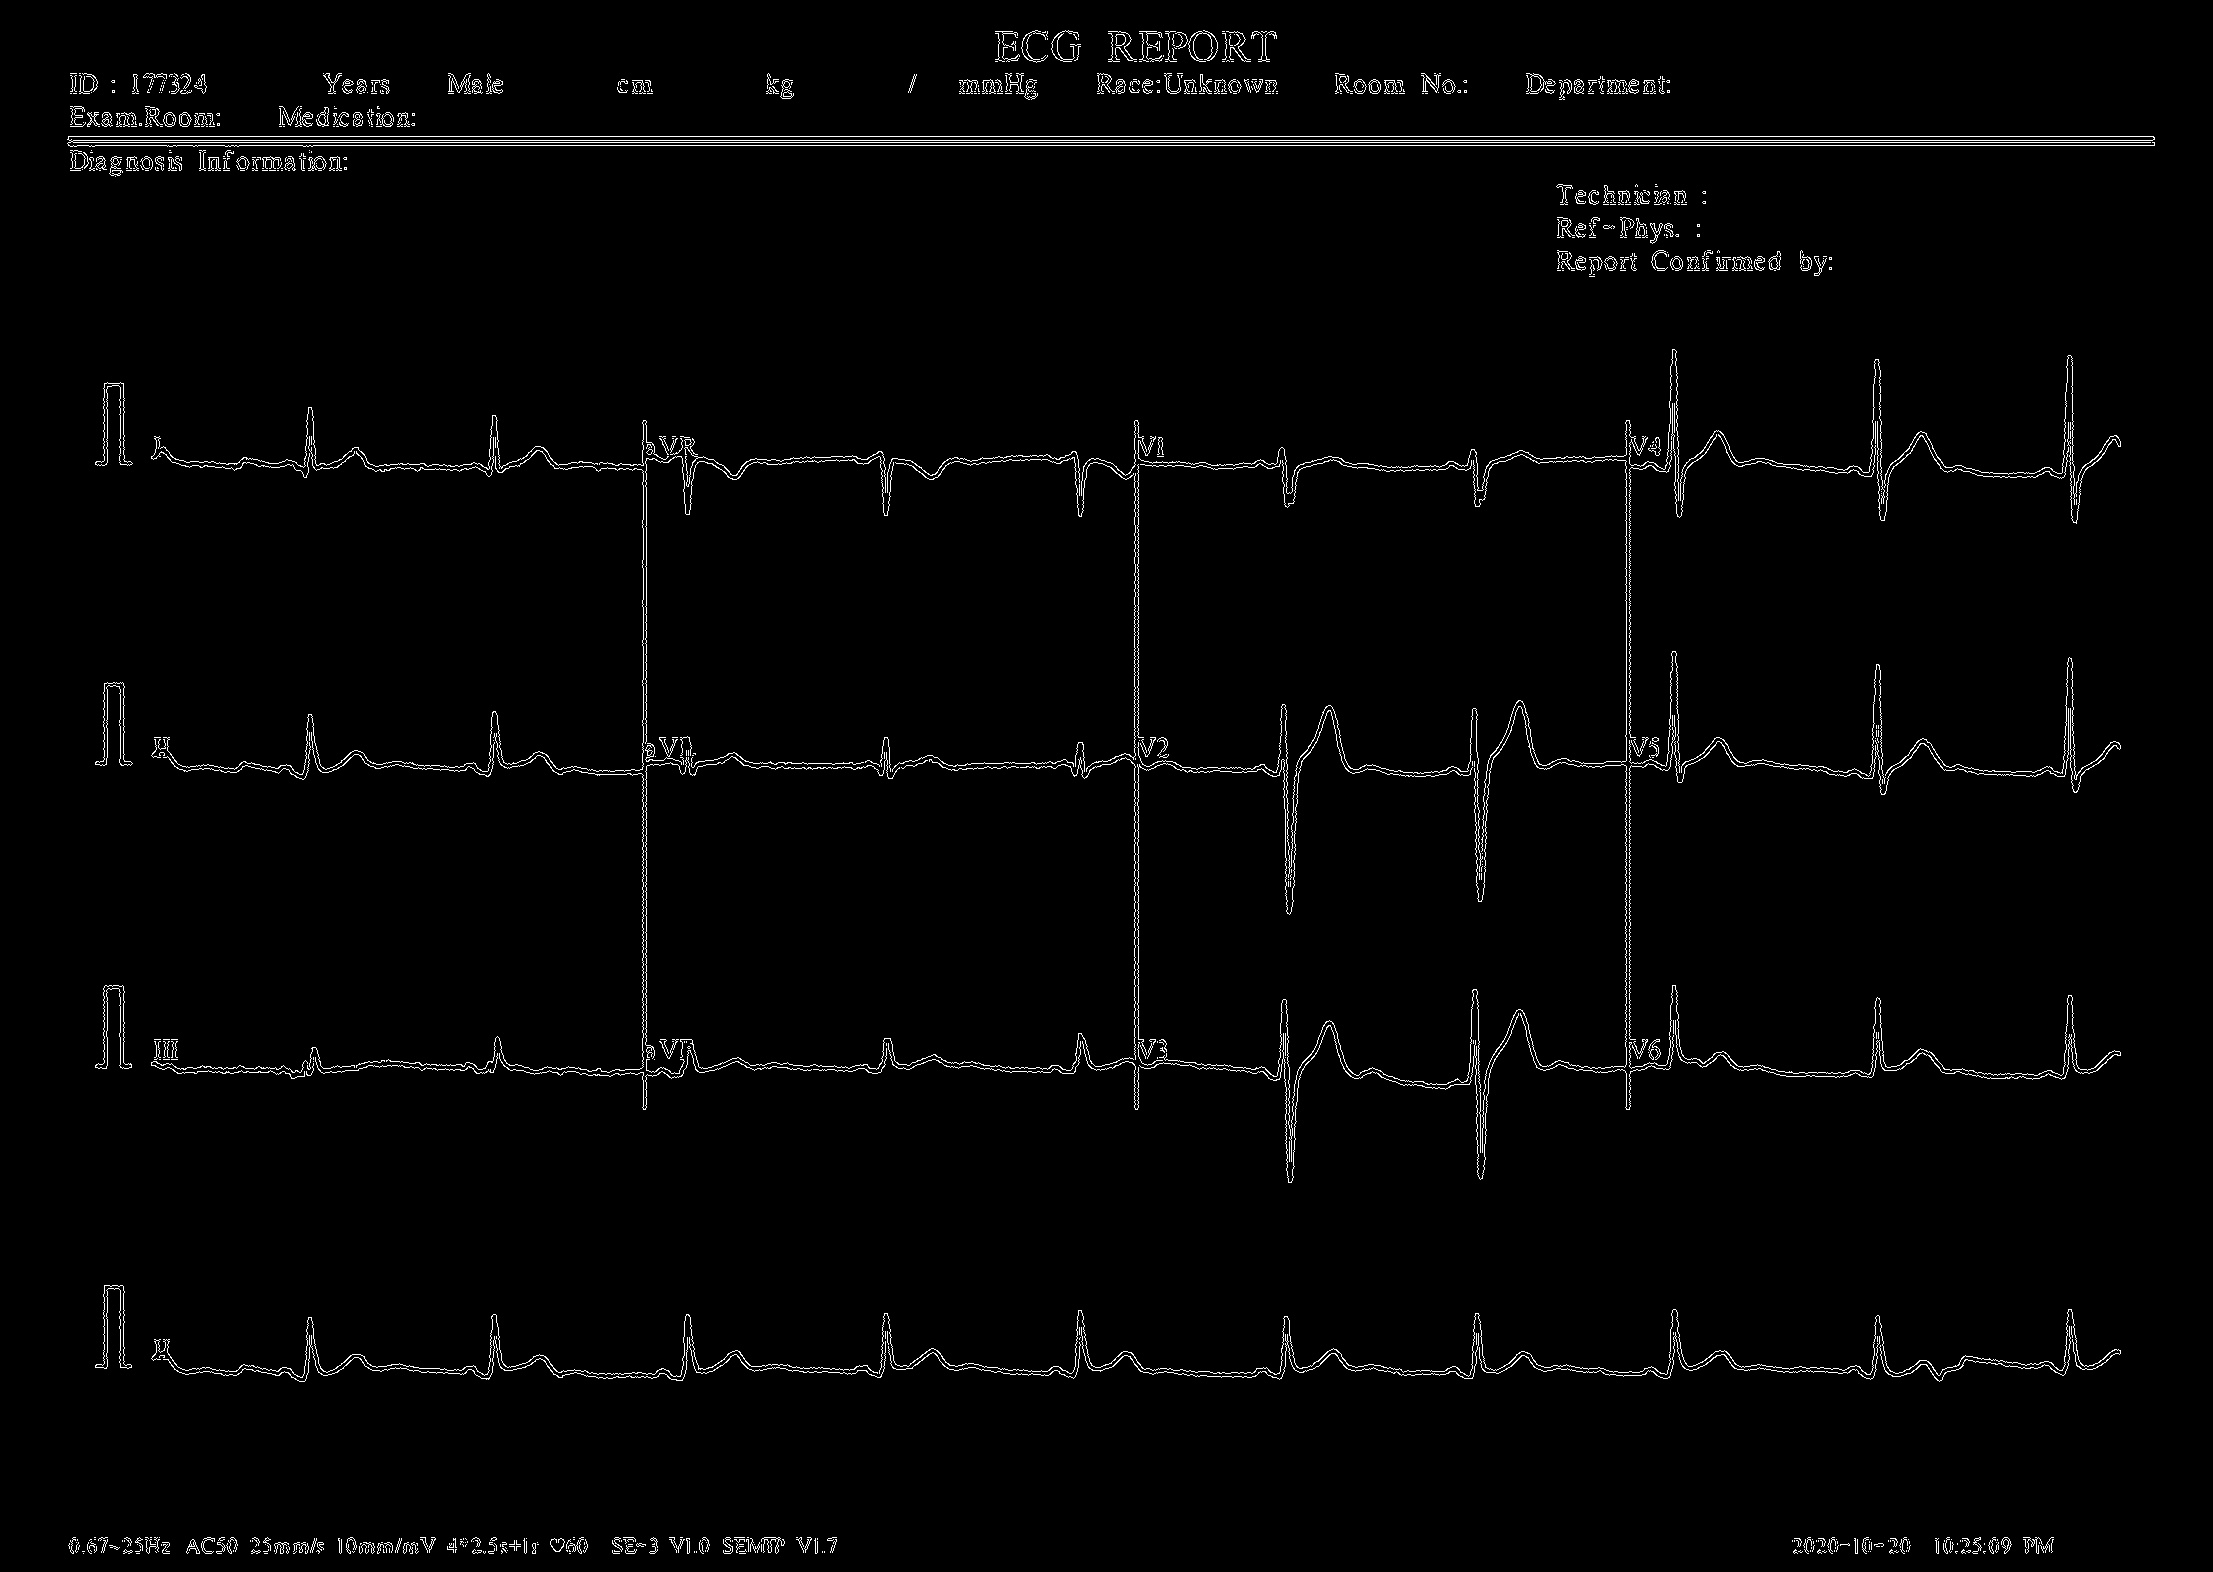 ECG REPORT
ID : 177324 Years Male cm kg / mmHg Race:Unknown Room No.: Department:
Exam.Room: Medication:
Diagnosis Information:
Technician :
Ref-Phys. :
Report Confirmed by:
I aVR V1 V4
II aVL V2 V5
III aVF V3 V6
II
0.67~25Hz AC50 25mm/s 10mm/mV 4*2.5s+1r ♡60 SE-3 V1.0 SEMIP V1.7
2020-10-20 10:25:09 PM